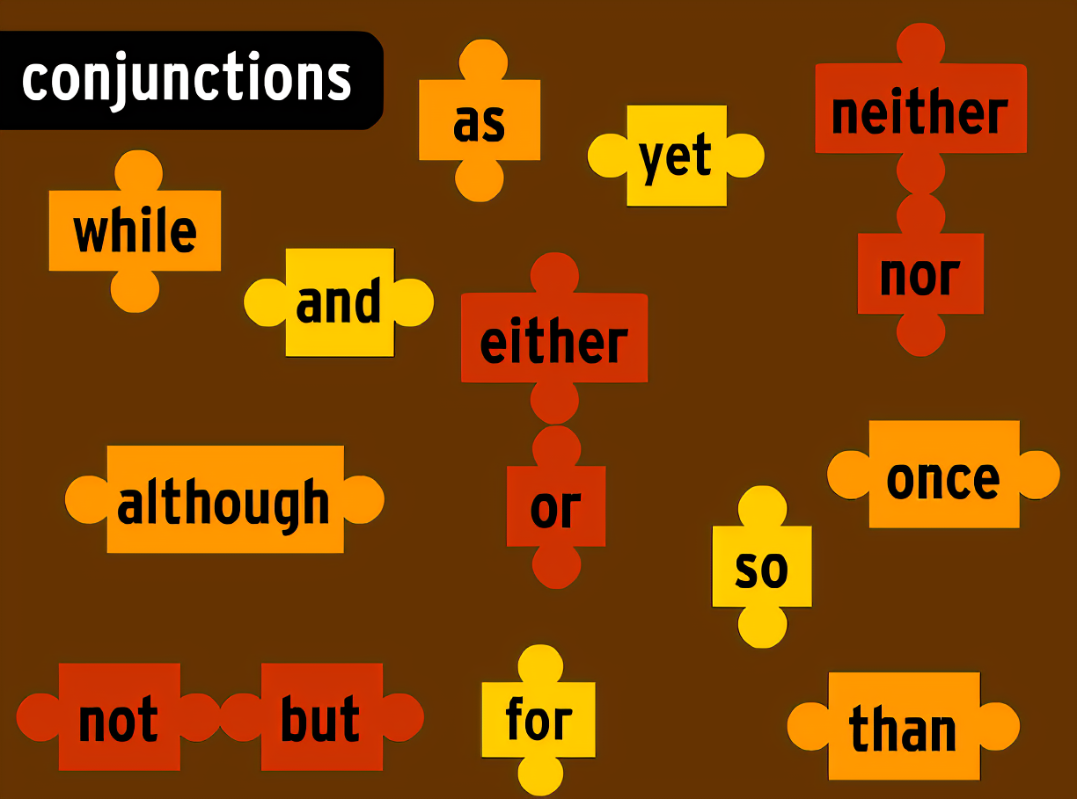 conjunctions
as
neither
yet
while
nor
and
either
although
or
once
so
not but
for
than